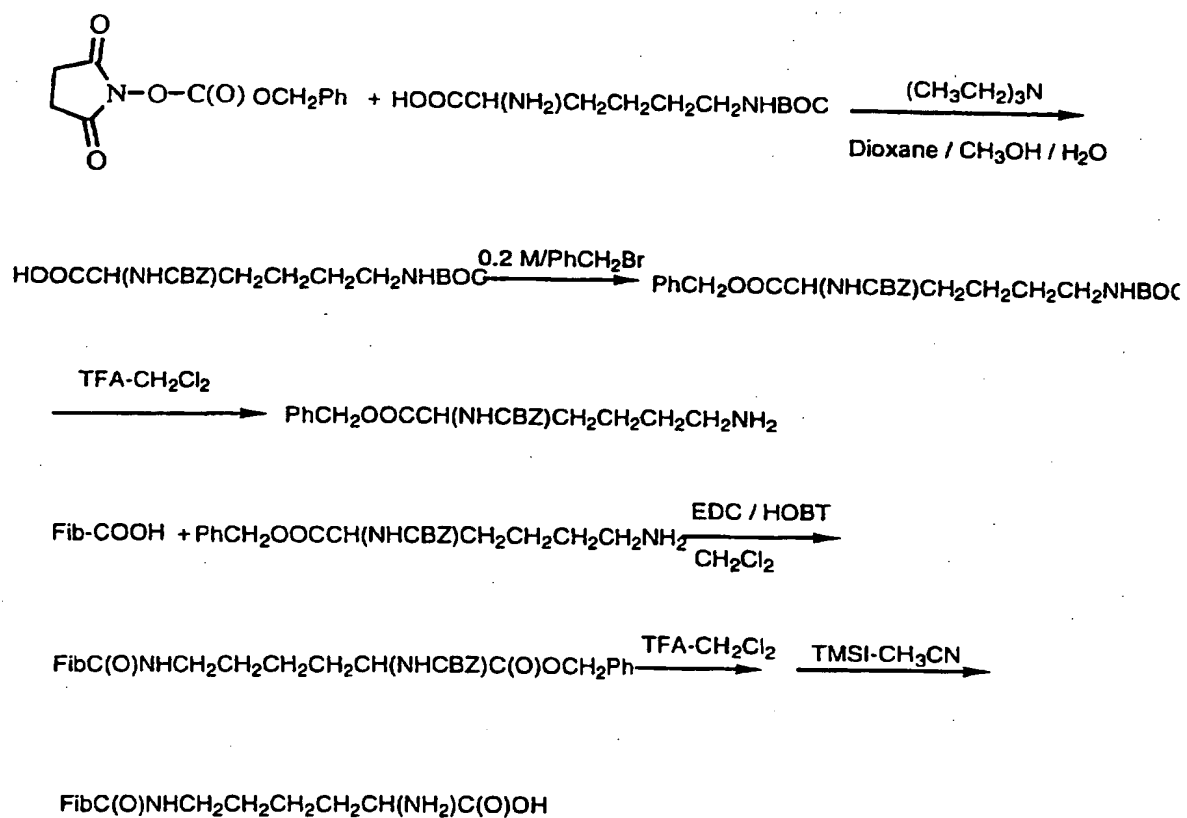 O
N–O–C(O) OCH₂Ph + HOOCCH(NH₂)CH₂CH₂CH₂CH₂NHBOC
O
(CH₃CH₂)₃N
Dioxane / CH₃OH / H₂O
HOOCCH(NHCBZ)CH₂CH₂CH₂CH₂NHBOC
0.2 M/PhCH₂Br
PhCH₂OOCCH(NHCBZ)CH₂CH₂CH₂CH₂NHBOC
TFA-CH₂Cl₂
PhCH₂OOCCH(NHCBZ)CH₂CH₂CH₂CH₂NH₂
Fib-COOH + PhCH₂OOCCH(NHCBZ)CH₂CH₂CH₂CH₂NH₂
EDC / HOBT
CH₂Cl₂
FibC(O)NHCH₂CH₂CH₂CH₂CH(NHCBZ)C(O)OCH₂Ph
TFA-CH₂Cl₂
TMSI-CH₃CN
FibC(O)NHCH₂CH₂CH₂CH₂CH(NH₂)C(O)OH